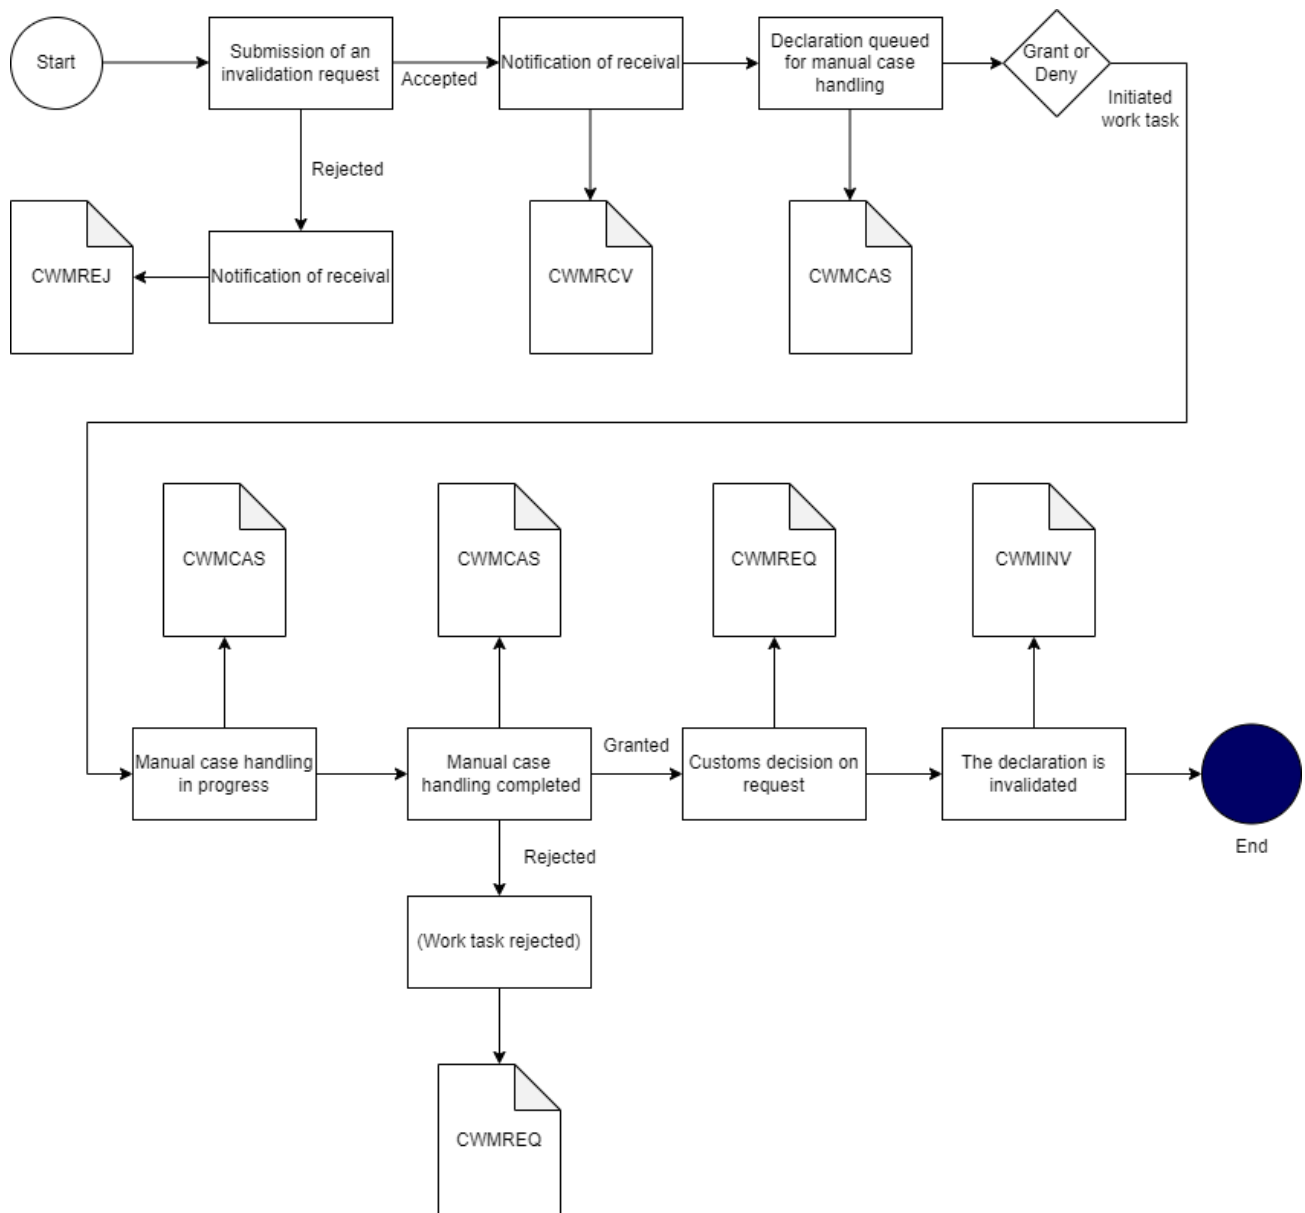 Start
Submission of an
invalidation request
Accepted
Notification of receival
Declaration queued
for manual case
handling
Grant or
Deny
Initiated
work task
Rejected
CWMREJ
Notification of receival
CWMRCV
CWMCAS
CWMCAS
CWMCAS
CWMREQ
CWMINV
Manual case handling
in progress
Manual case
handling completed
Granted
Customs decision on
request
The declaration is
invalidated
End
Rejected
(Work task rejected)
CWMREQ